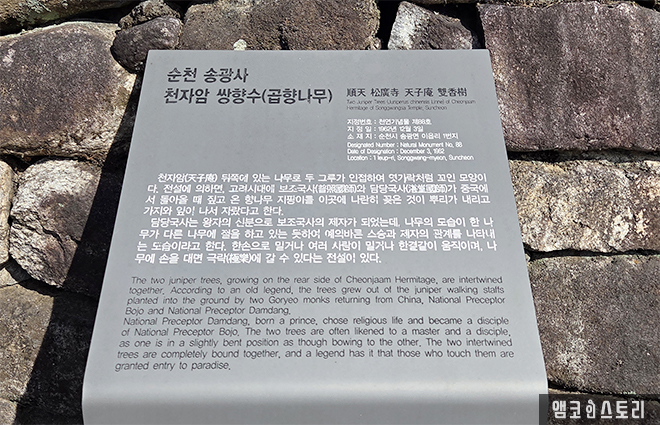 순천 송광사
천자암 쌍향수(곱향나무) 順天 松廣寺 天子庵 雙香樹
Two Juniper Trees (Juniperus chinensis Linne) of Cheonjaam
Hermitage of Songgwangsa Temple, Suncheon
지정번호 : 천연기념물 제88호
지 정 일 : 1962년 12월 3일
소 재 지 : 순천시 송광면 이읍리 1번지
Designated Number : Natural Monument No. 88
Date of Designation : December 3, 1962
Location : 1 Ieup-ri, Songgwang-myeon, Suncheon
천자암(天子庵) 뒤쪽에 있는 나무로 두 그루가 인접하여 엿가락처럼 꼬인 모양이
다. 전설에 의하면, 고려시대에 보조국사(普照國師)와 담당국사(湛堂國師)가 중국에
서 돌아올 때 짚고 온 향나무 지팡이를 이곳에 나란히 꽂은 것이 뿌리가 내리고
가지와 잎이 나서 자랐다고 한다.
담당국사는 왕자의 신분으로 보조국사의 제자가 되었는데, 나무의 모습이 한 나
무가 다른 나무에 절을 하고 있는 듯하여 예의바른 스승과 제자의 관계를 나타내
는 모습이라고 한다. 한손으로 밀거나 여러 사람이 밀거나 한결같이 움직이며, 나
무에 손을 대면 극락(極樂)에 갈 수 있다는 전설이 있다.
The two juniper trees, growing on the rear side of Cheonjaam Hermitage, are intertwined
together. According to an old legend, the trees grew out of the juniper walking staffs
planted into the ground by two Goryeo monks returning from China, National Preceptor
Bojo and National Preceptor Damdang.
National Preceptor Damdang, born a prince, chose religious life and became a disciple
of National Preceptor Bojo. The two trees are often likened to a master and a disciple,
as one is in a slightly bent position as though bowing to the other. The two intertwined
trees are completely bound together, and a legend has it that those who touch them are
granted entry to paradise.
앰코인스토리